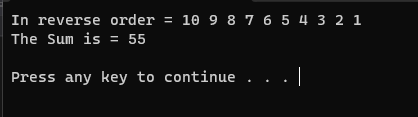 In reverse order = 10 9 8 7 6 5 4 3 2 1
The Sum is = 55
Press any key to continue . . .